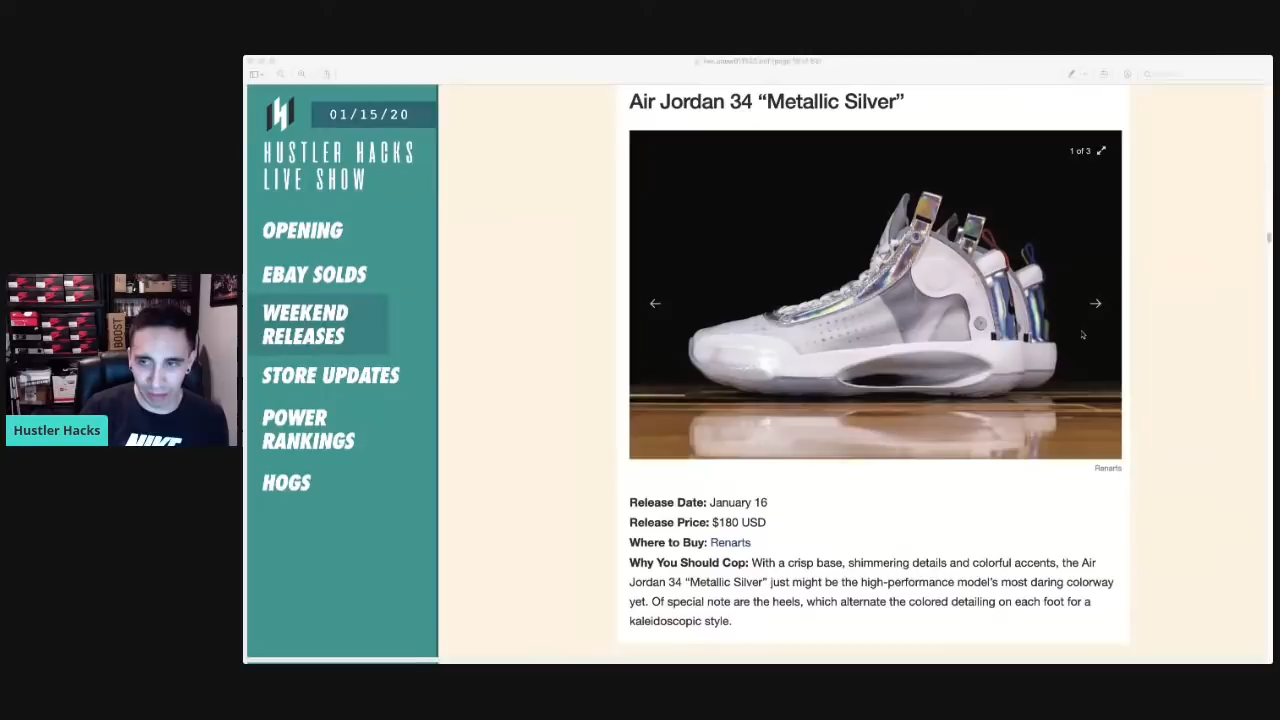 01/15/20
HUSTLER HACKS
LIVE SHOW
OPENING
EBAY SOLDS
WEEKEND
RELEASES
STORE UPDATES
POWER
RANKINGS
HOGS
Hustler Hacks
NIKE
BOOST
Air Jordan 34 “Metallic Silver”
1 of 3
Renarts
Release Date: January 16
Release Price: $180 USD
Where to Buy: Renarts
Why You Should Cop: With a crisp base, shimmering details and colorful accents, the Air
Jordan 34 “Metallic Silver” just might be the high-performance model’s most daring colorway
yet. Of special note are the heels, which alternate the colored detailing on each foot for a
kaleidoscopic style.